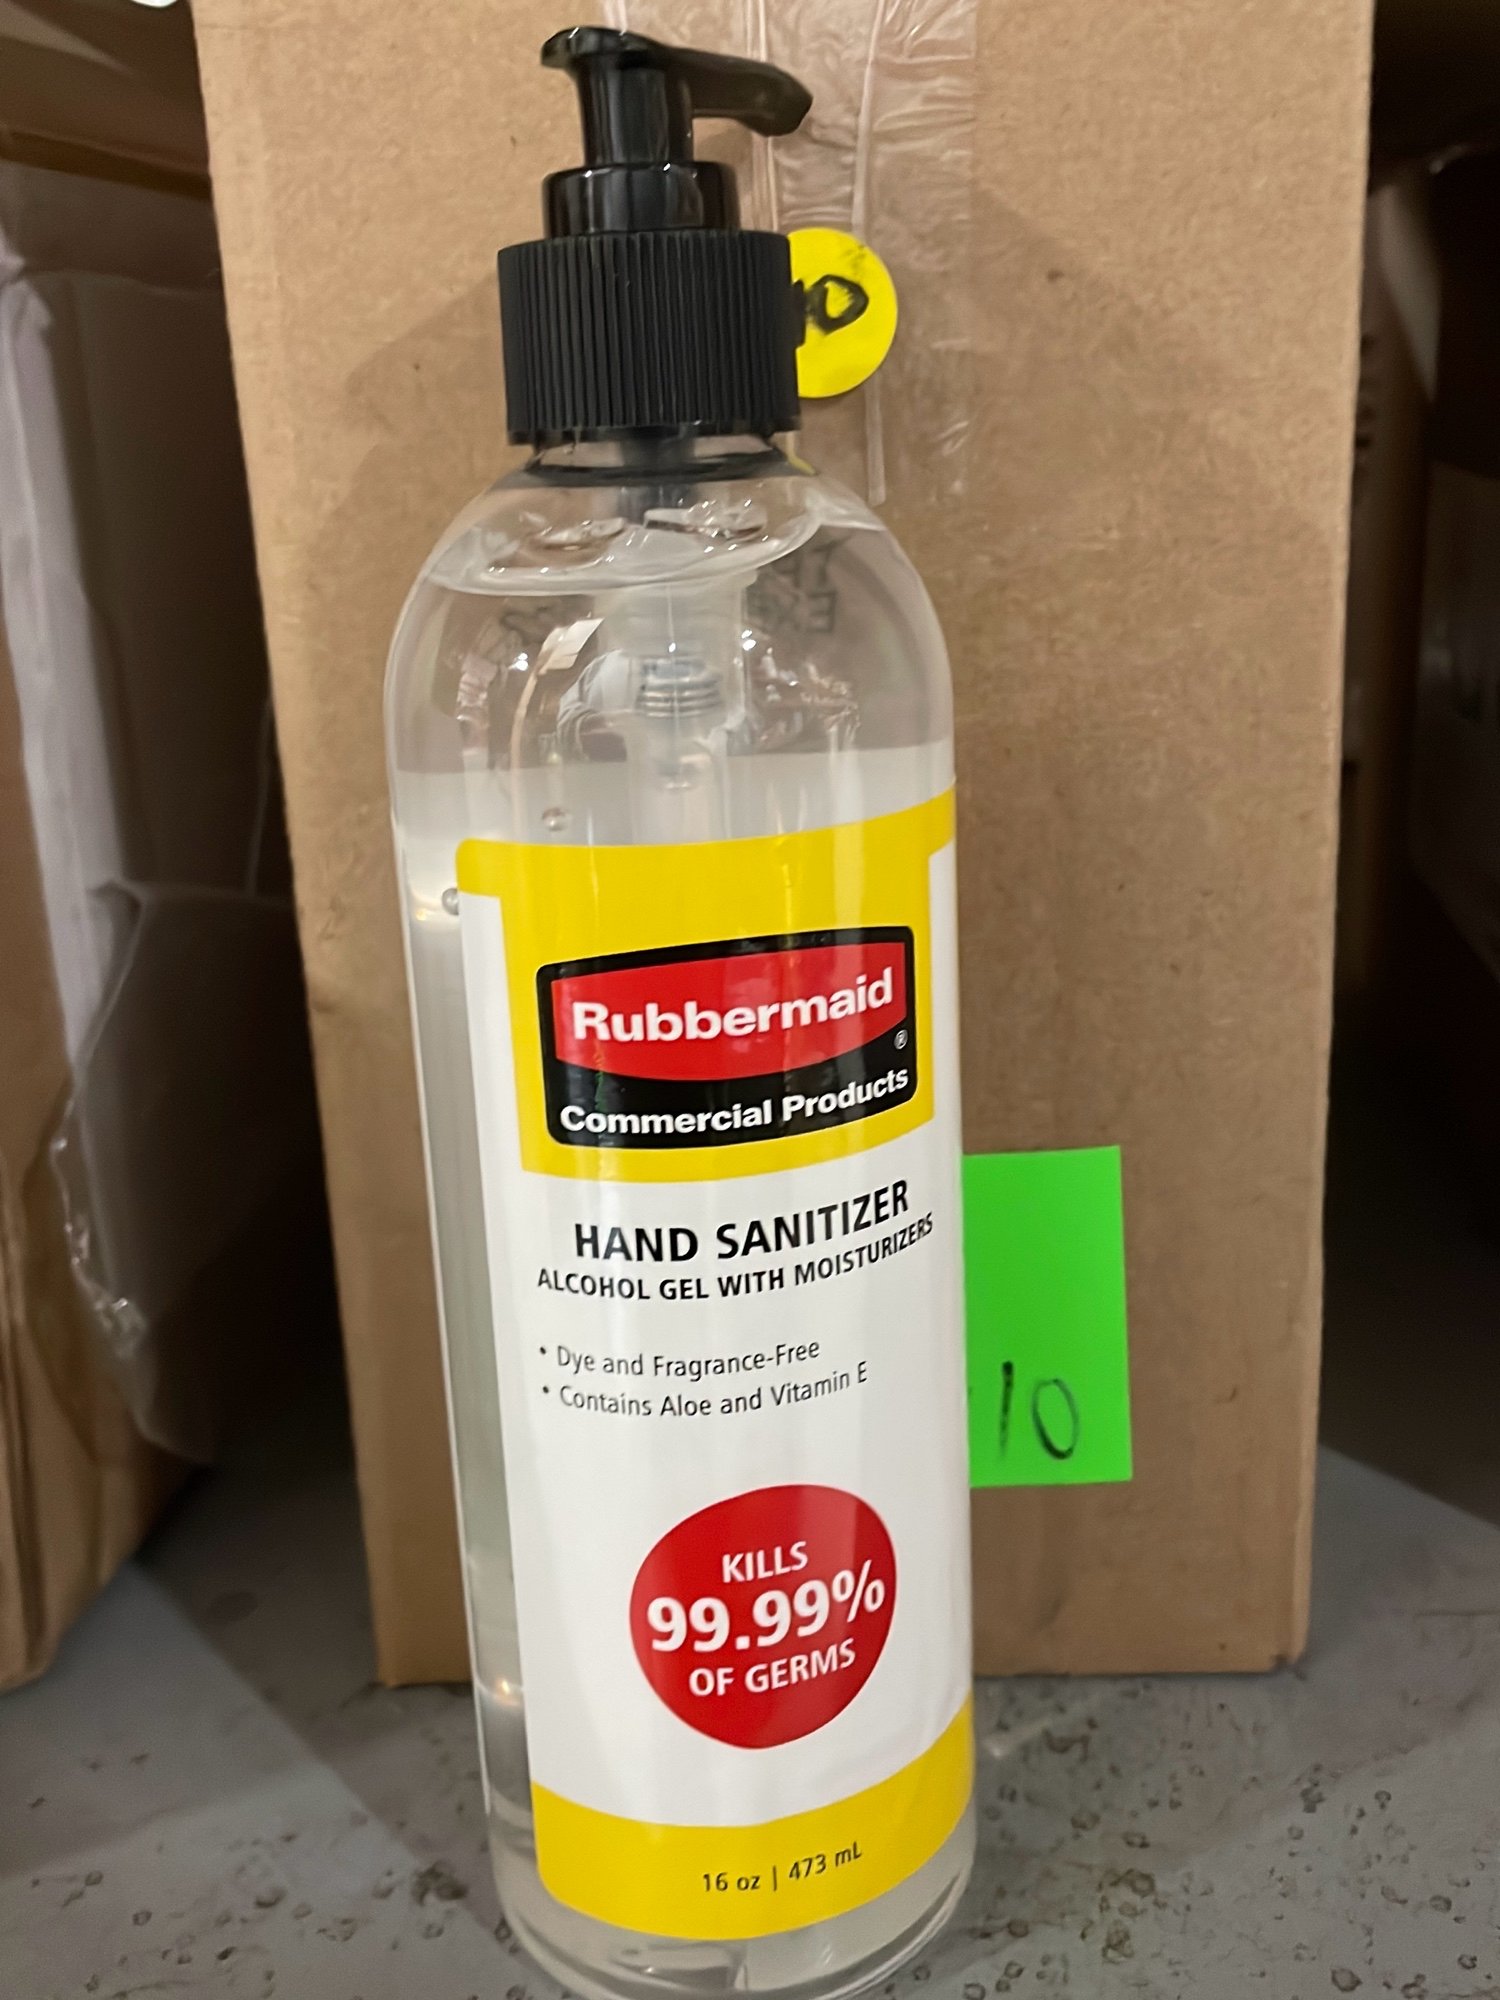 10
Rubbermaid
®
Commercial Products
HAND SANITIZER
ALCOHOL GEL WITH MOISTURIZERS
• Dye and Fragrance-Free
• Contains Aloe and Vitamin E
10
KILLS
99.99%
OF GERMS
16 oz | 473 mL